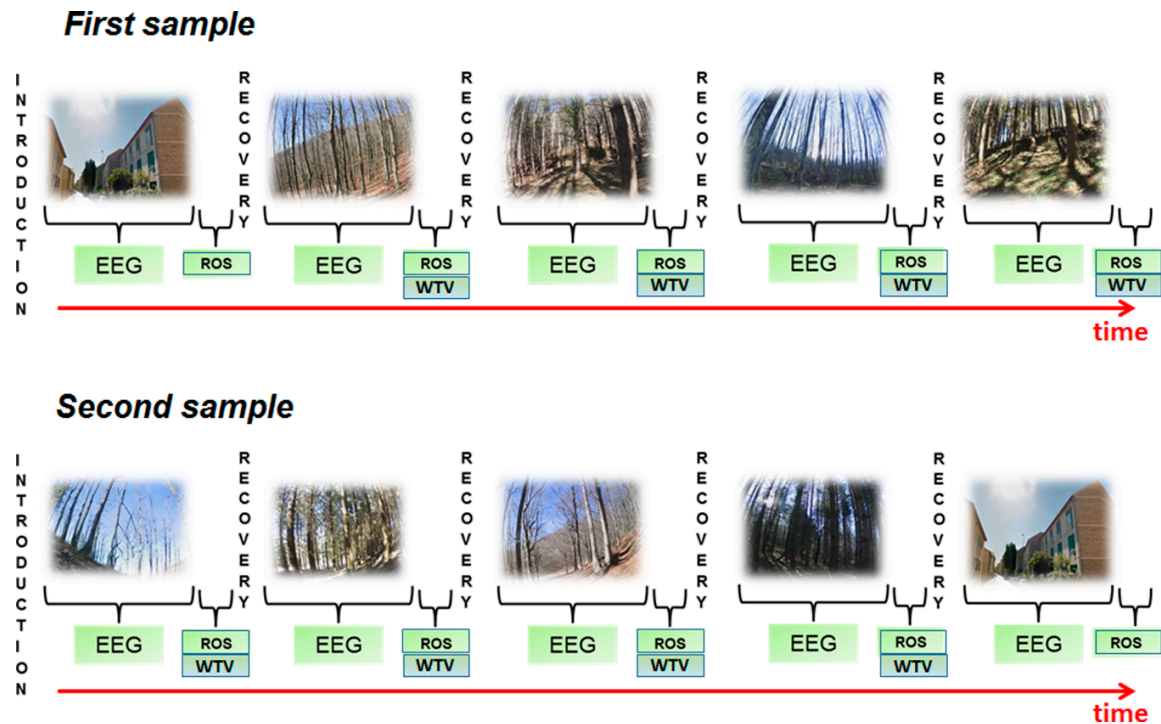 First sample
INTRODUCTION
RECOVERY
RECOVERY
RECOVERY
RECOVERY
EEG
ROS
EEG
ROS
WTV
EEG
ROS
WTV
EEG
ROS
WTV
EEG
ROS
WTV
time
Second sample
INTRODUCTION
RECOVERY
RECOVERY
RECOVERY
RECOVERY
EEG
ROS
WTV
EEG
ROS
WTV
EEG
ROS
WTV
EEG
ROS
WTV
EEG
ROS
time